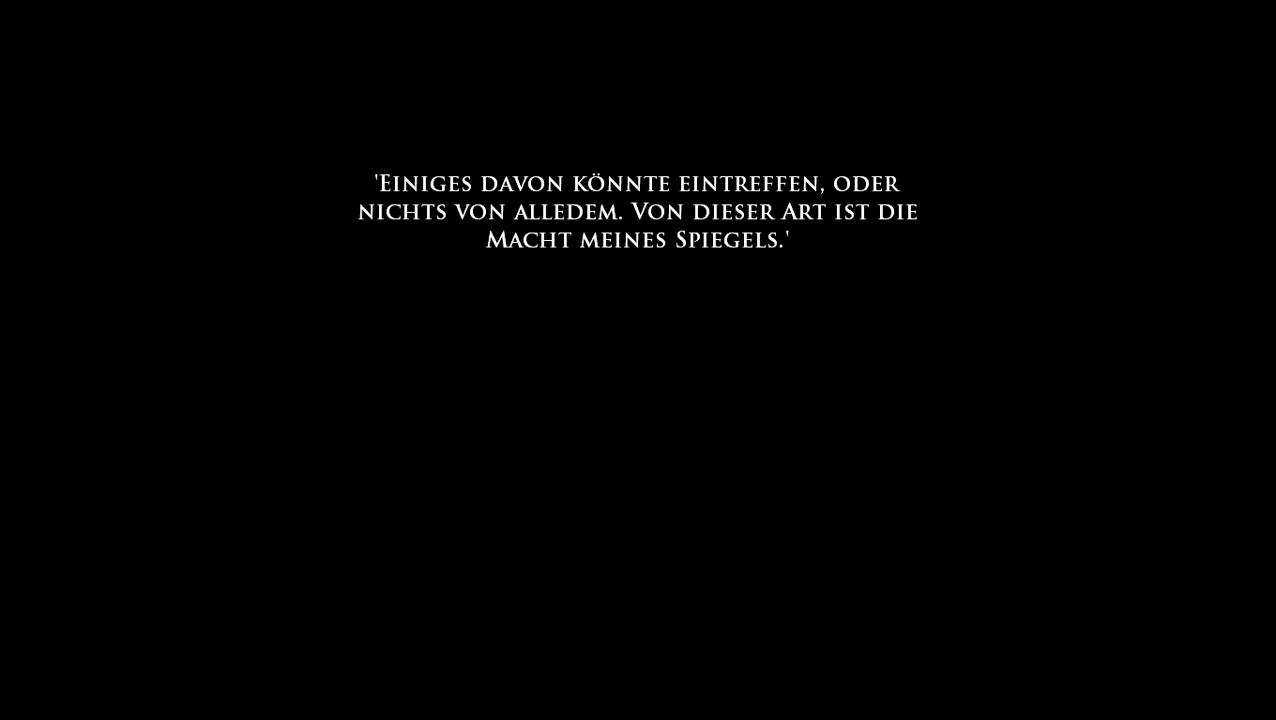 'Einiges davon könnte eintreffen, oder
nichts von alledem. Von dieser Art ist die
Macht meines Spiegels.'